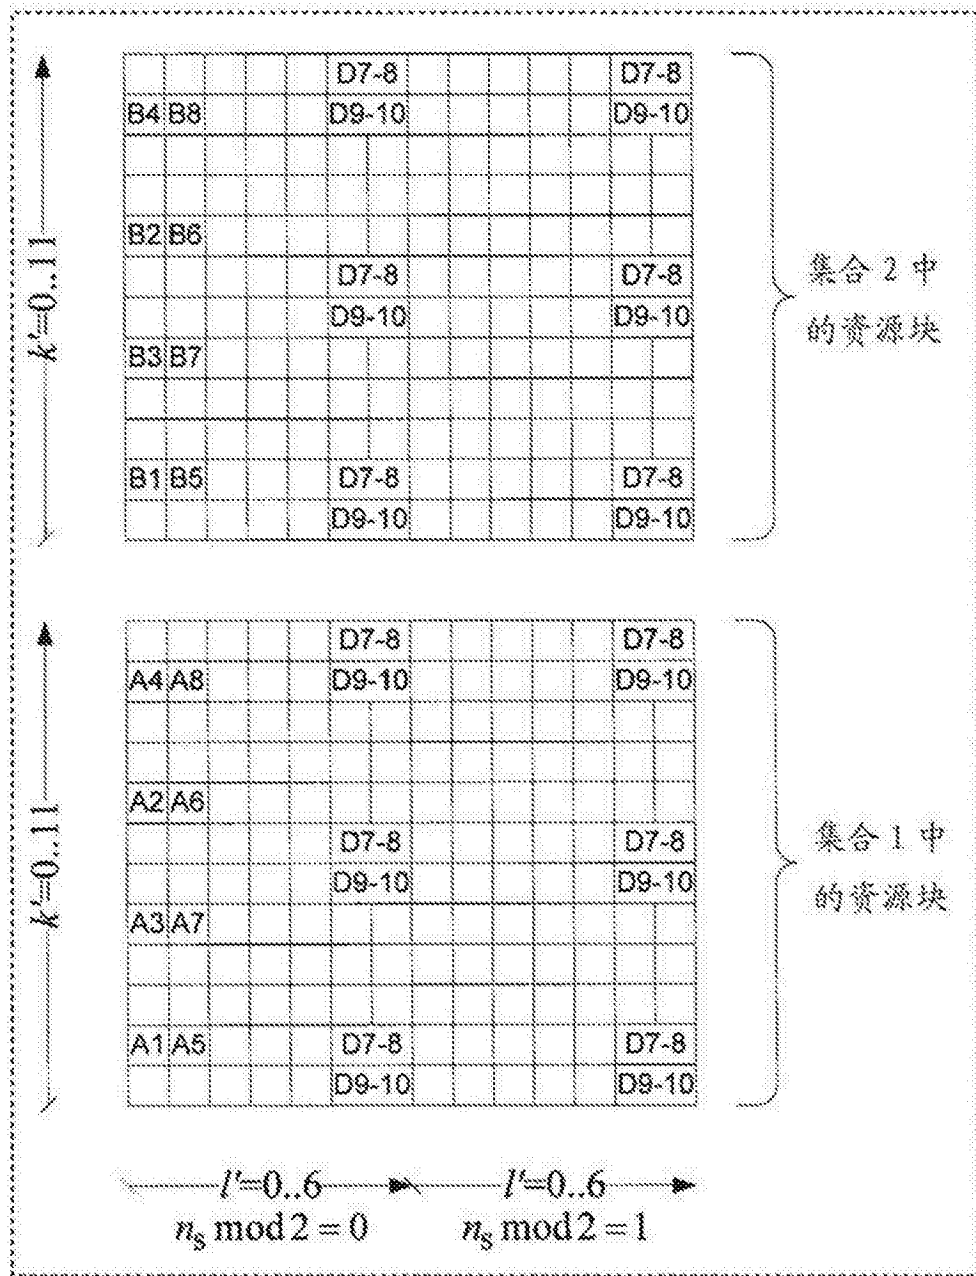 D7-8 D7-8
B4 B8 D9-10 D9-10
B2 B6
D7-8 D7-8
D9-10 D9-10
B3 B7
B1 B5 D7-8 D7-8
D9-10 D9-10
k'=0..11
集合 2 中
的资源块
D7-8 D7-8
A4 A8 D9-10 D9-10
A2 A6
D7-8 D7-8
D9-10 D9-10
A3 A7
A1 A5 D7-8 D7-8
D9-10 D9-10
k'=0..11
集合 1 中
的资源块
l'=0..6 l'=0..6
n_s mod 2 = 0 n_s mod 2 = 1